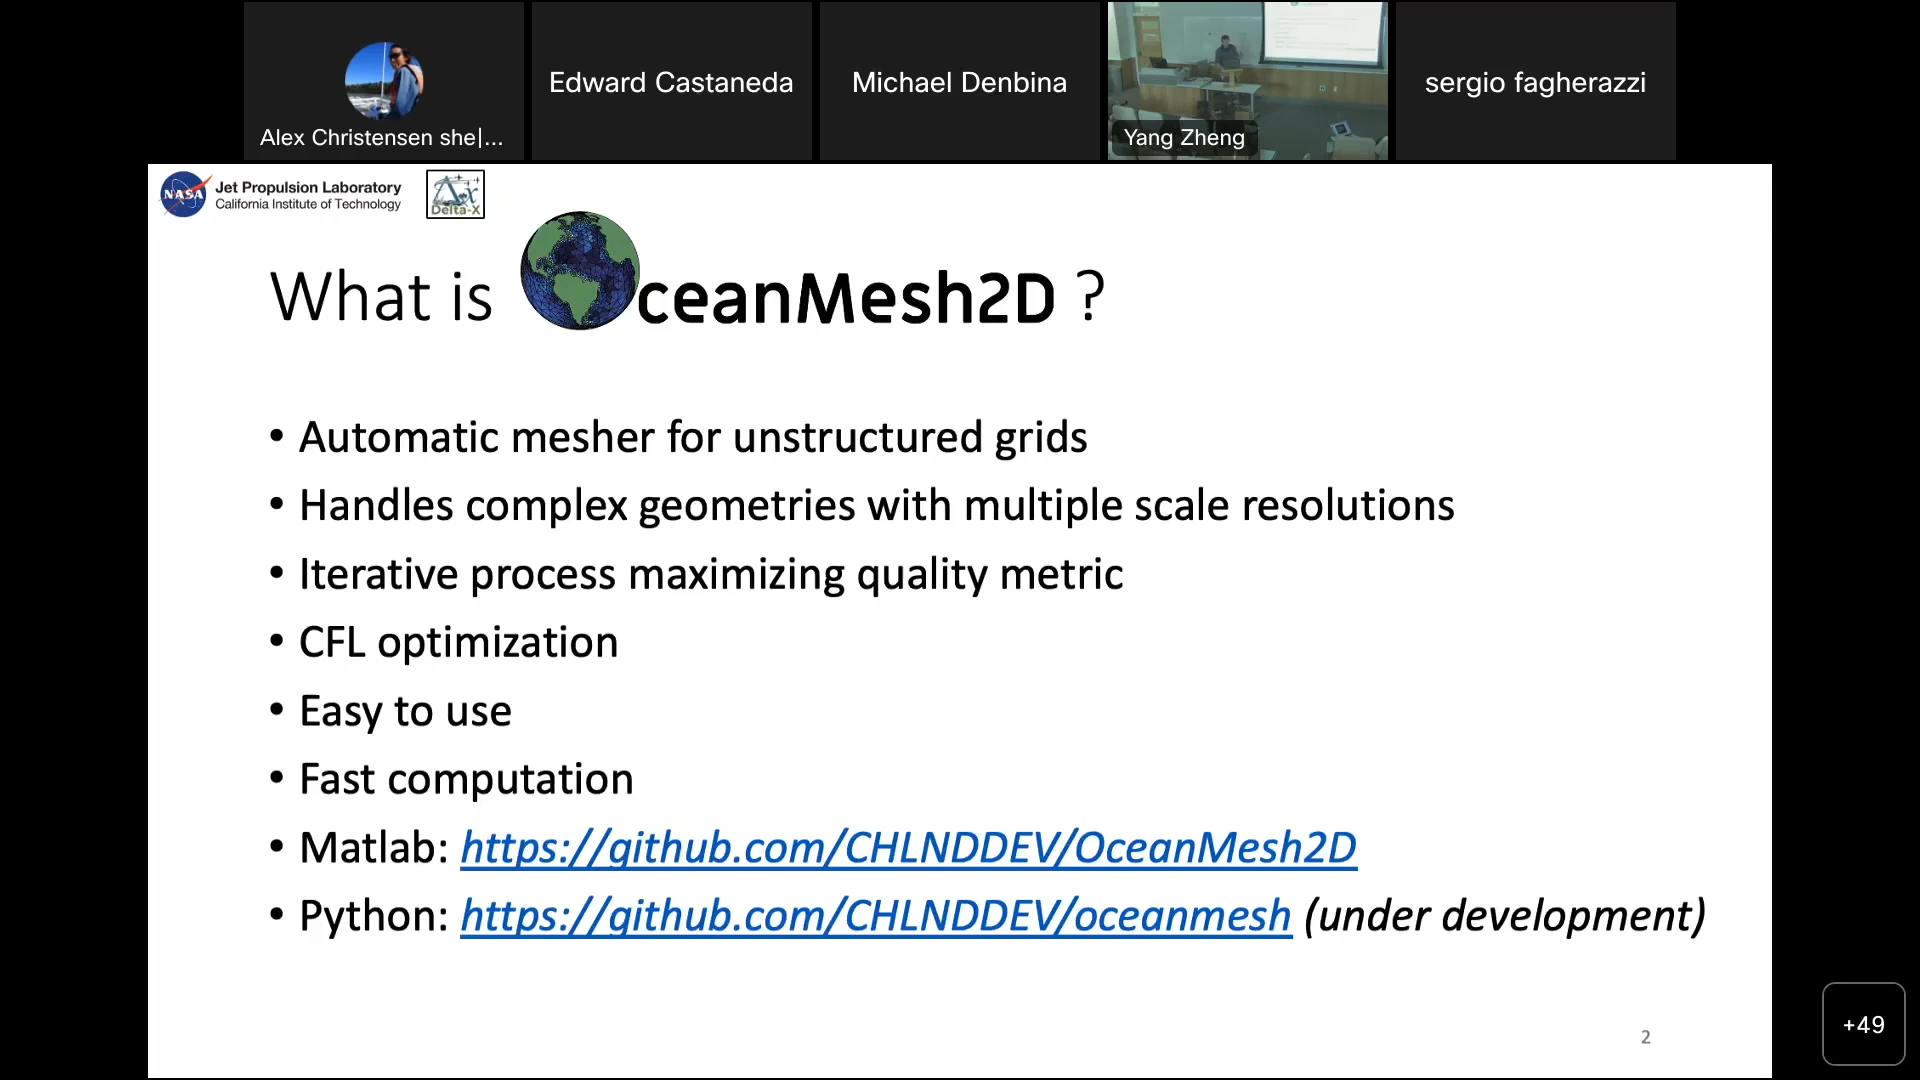 Alex Christensen she|...
Edward Castaneda
Michael Denbina
Yang Zheng
sergio fagherazzi
NASA
Jet Propulsion Laboratory
California Institute of Technology
Δx
Delta-X
What is ceanMesh2D ?
• Automatic mesher for unstructured grids
• Handles complex geometries with multiple scale resolutions
• Iterative process maximizing quality metric
• CFL optimization
• Easy to use
• Fast computation
• Matlab: https://github.com/CHLNDDEV/OceanMesh2D
• Python: https://github.com/CHLNDDEV/oceanmesh (under development)
2
+49